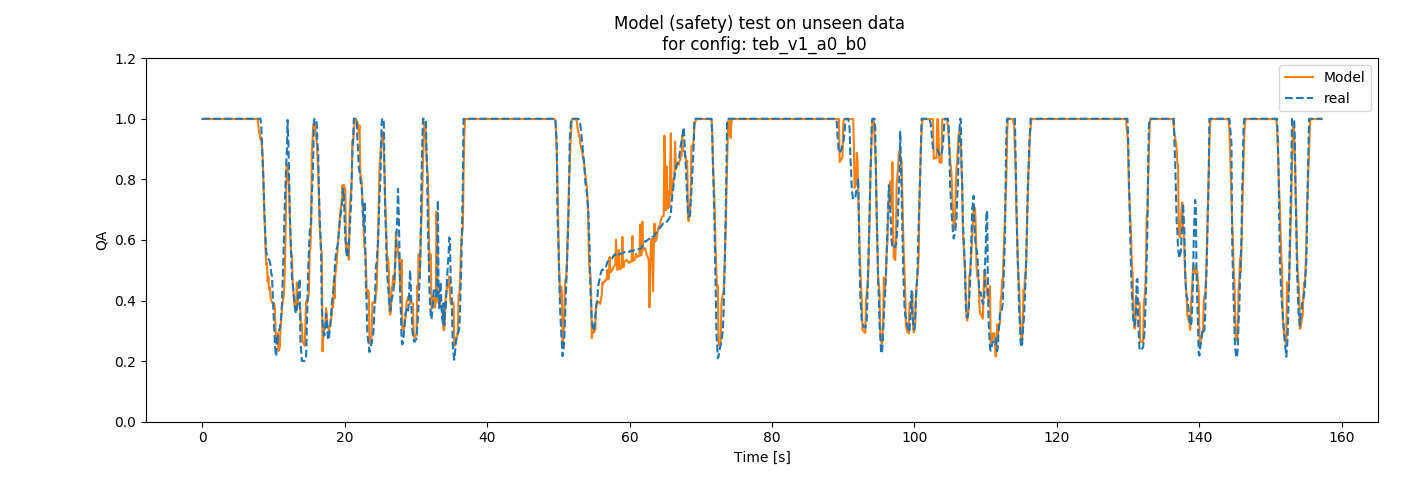 Model (safety) test on unseen data
for config: teb_v1_a0_b0
1.2
1.0
0.8
0.6
0.4
0.2
0.0
QA
Model
real
0 20 40 60 80 100 120 140 160
Time [s]